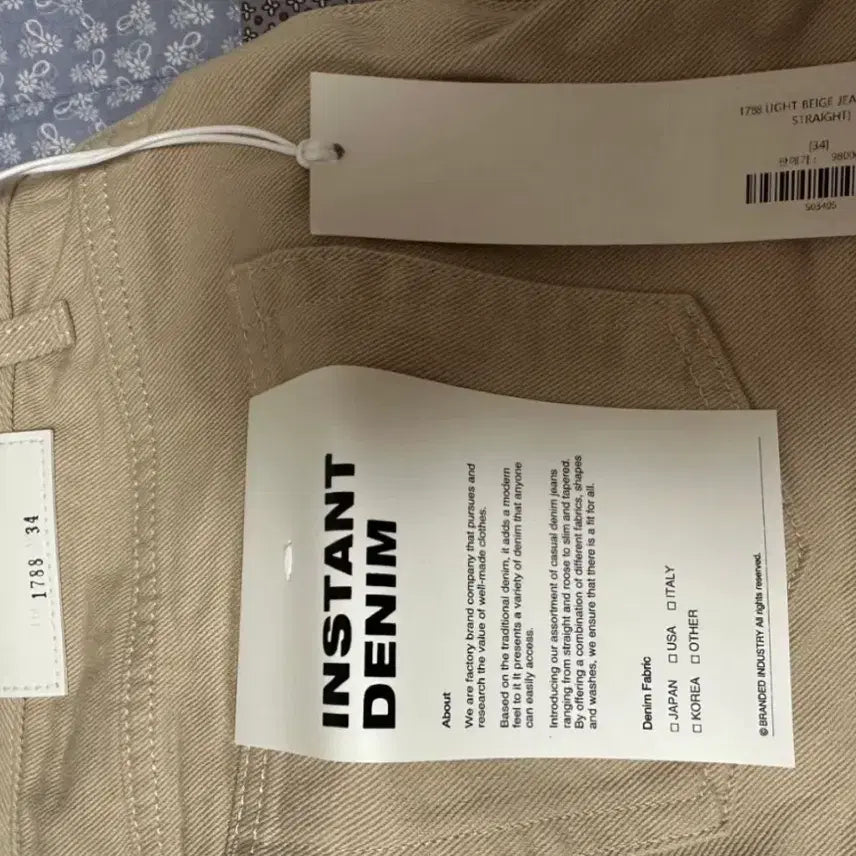 1788 LIGHT BEIGE JEA
STRAIGHT)
[34]
판매가 : 9800
S03405
1788 34
INSTANT
DENIM
About
We are factory brand company that pursues and
research the value of well-made clothes.
Based on the traditional denim, it adds a modern
feel to it It presents a variety of denim that anyone
can easily access.
Introducing our assortment of casual denim jeans
ranging from straight and roose to slim and tapered.
By offering a combination of different fabrics, shapes
and washes, we ensure that there is a fit for all.
Denim Fabric
□ JAPAN □ USA □ ITALY
□ KOREA □ OTHER
© BRANDED INDUSTRY All rights reserved.